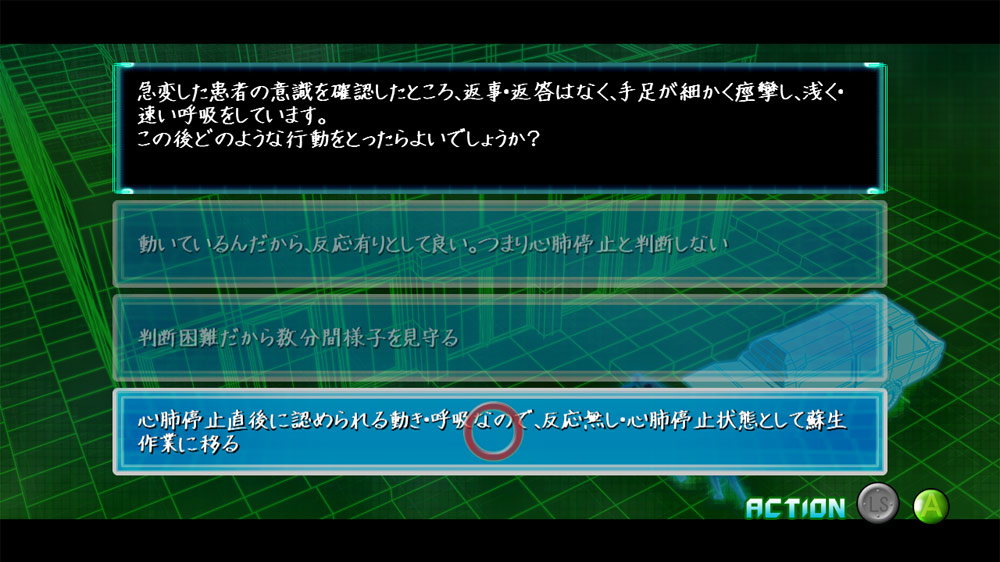 急変した患者の意識を確認したところ、返事・返答はなく、手足が細かく痙攣し、浅く・
速い呼吸をしています。
この後どのような行動をとったらよいでしょうか?
動いているんだから、反応有りとして良い。つまり心肺停止と判断しない
判断困難だから数分間様子を見守る
心肺停止直後に認められる動き・呼吸なので、反応無し・心肺停止状態として蘇生
作業に移る
ACTION LS A